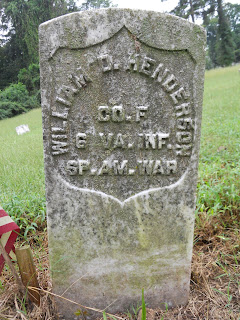 WILLIAM D. HENDERSON
CO. F
6 VA. INF.
SP. AM. WAR